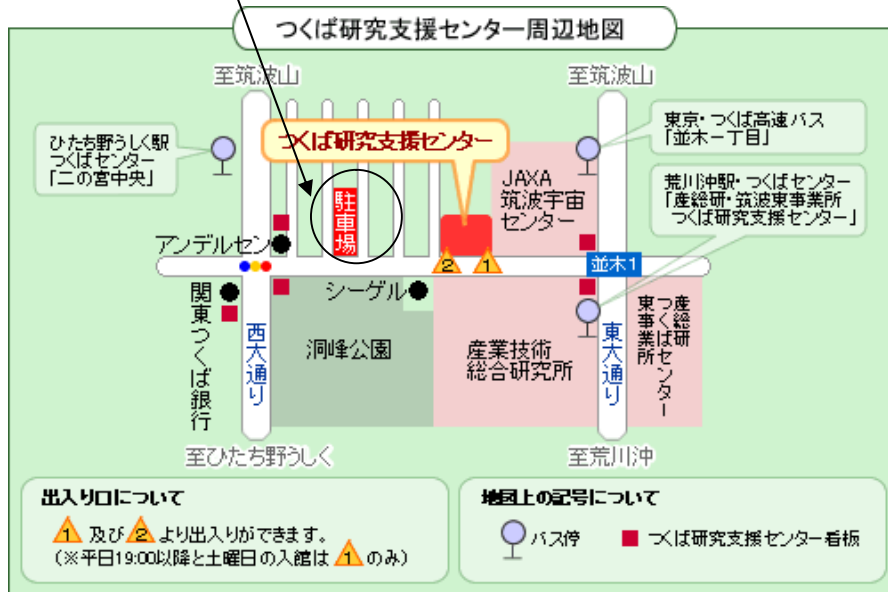 つくば研究支援センター周辺地図
至筑波山
至筑波山
ひたち野うしく駅
つくばセンター
「二の宮中央」
つくば研究支援センター
東京・つくば高速バス
「並木一丁目」
JAXA
筑波宇宙
センター
荒川沖駅・つくばセンター
「産総研・筑波東事業所
つくば研究支援センター」
駐車場
アンデルセン
2
1
並木1
関東つくば銀行
西大通り
シーゲル
洞峰公園
産業技術
総合研究所
東大通り
産総研
つくばセンター
東事業所
至ひたち野うしく
至荒川沖
出入り口について
1 及び 2 より出入りができます。
(※平日19:00以降と土曜日の入館は 1 のみ)
地図上の記号について
バス停
つくば研究支援センター看板